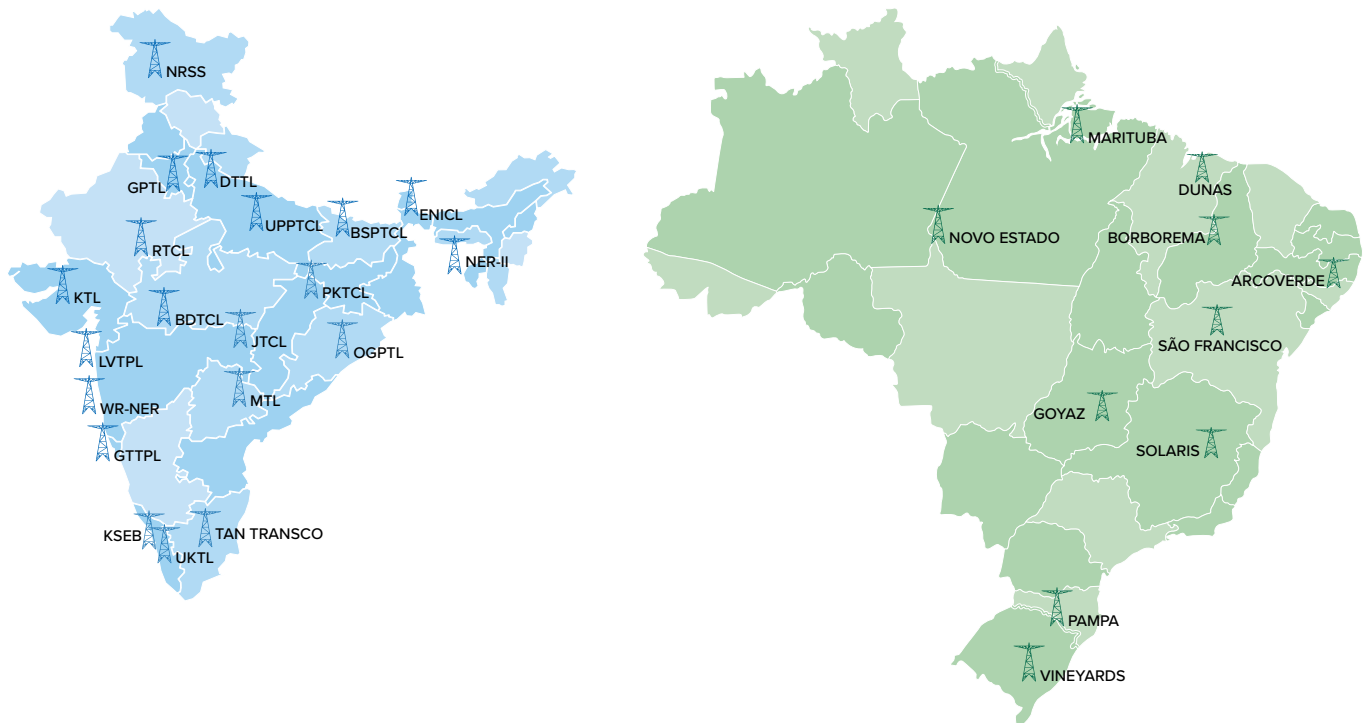 NRSS
GPTL
DTTL
UPPTCL
BSPTCL
ENICL
RTCL
NER-II
KTL
PKTCL
BDTCL
JTCL
OGPTL
LVTPL
WR-NER
MTL
GTTPL
KSEB
TAN TRANSCO
UKTL
MARITUBA
DUNAS
NOVO ESTADO
BORBOREMA
ARCOVERDE
SÃO FRANCISCO
GOYAZ
SOLARIS
PAMPA
VINEYARDS